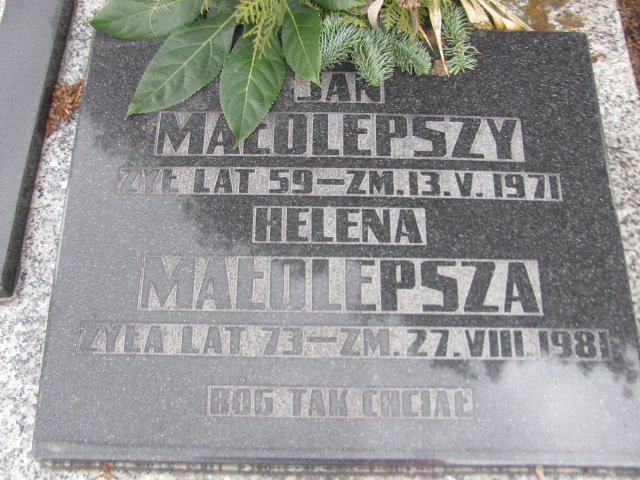 JAN
MAŁOLEPSZY
ŻYŁ LAT 59–ZM. 13. V. 1971
HELENA
MAŁOLEPSZA
ŻYŁA LAT 73–ZM. 27. VIII. 1981
BÓG TAK CHCIAŁ